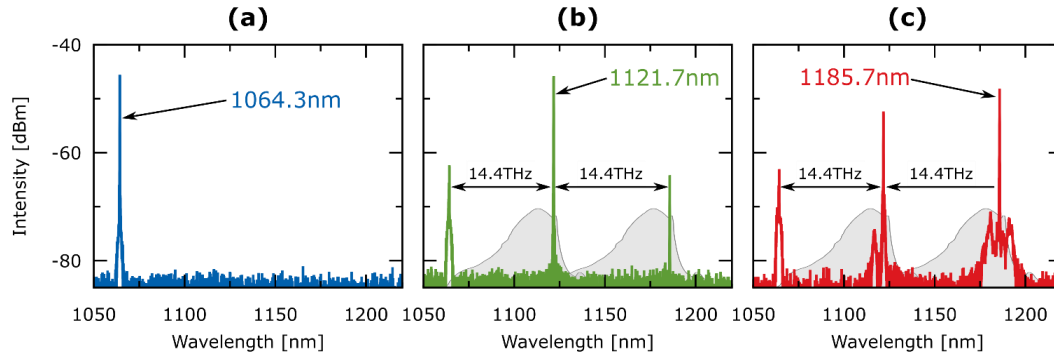 (a) (b) (c)
-40
-60
-80
Intensity [dBm]
1064.3nm
1121.7nm
1185.7nm
14.4THz 14.4THz
14.4THz 14.4THz
1050 1100 1150 1200
1050 1100 1150 1200
1050 1100 1150 1200
Wavelength [nm]
Wavelength [nm]
Wavelength [nm]